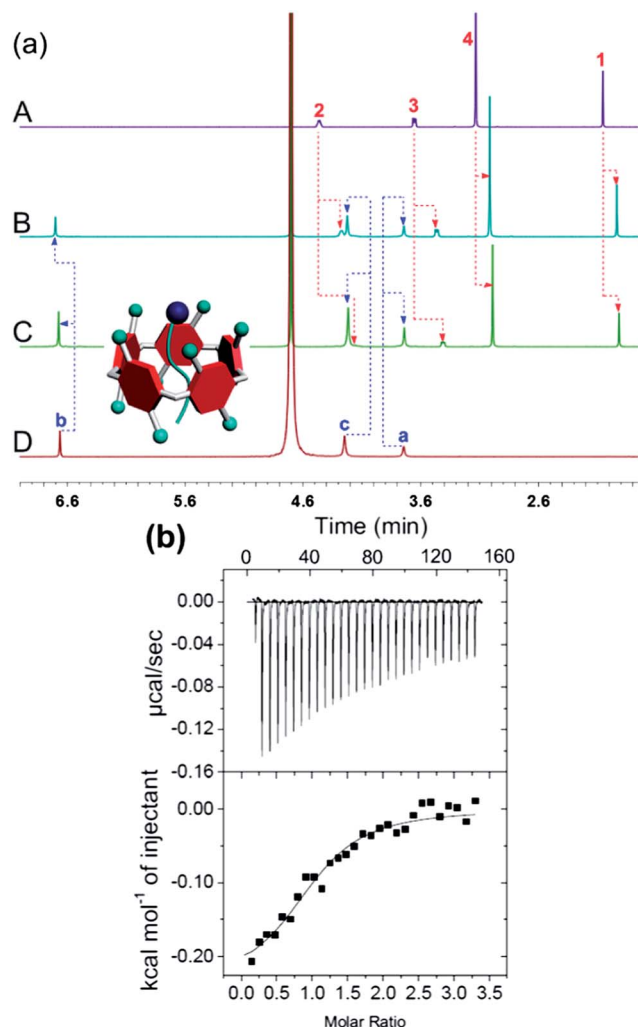 (a)
4
1
A
2
3
B
C
b
c
a
D
6.6 5.6 4.6 3.6 2.6
Time (min)
(b)
0 40 80 120 160
0.00
-0.04
µcal/sec
-0.08
-0.12
-0.16
0.00
kcal mol⁻¹ of injectant
-0.10
-0.20
0.0 0.5 1.0 1.5 2.0 2.5 3.0 3.5
Molar Ratio